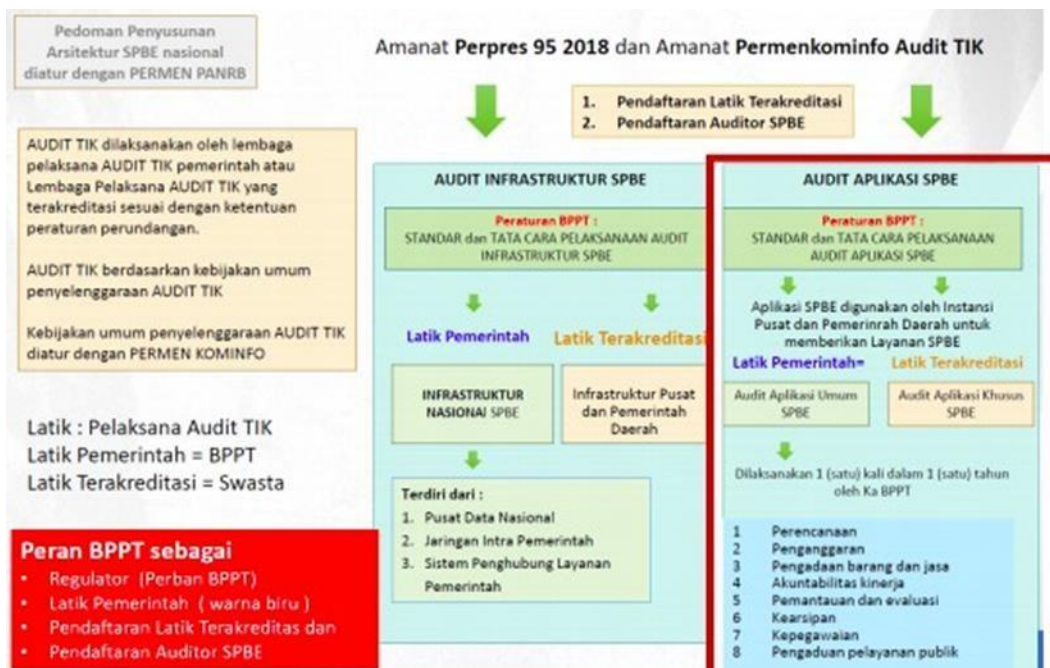 Pedoman Penyusunan
Arsitektur SPBE nasional
diatur dengan PERMEN PANRB
Amanat Perpres 95 2018 dan Amanat Permenkominfo Audit TIK
1. Pendaftaran Latik Terakreditasi
2. Pendaftaran Auditor SPBE
AUDIT TIK dilaksanakan oleh lembaga
pelaksana AUDIT TIK pemerintah atau
Lembaga Pelaksana AUDIT TIK yang
terakreditasi sesuai dengan ketentuan
peraturan perundangan.
AUDIT TIK berdasarkan kebijakan umum
penyelenggaraan AUDIT TIK
Kebijakan umum penyelenggaraan AUDIT TIK
diatur dengan PERMEN KOMINFO
Latik : Pelaksana Audit TIK
Latik Pemerintah = BPPT
Latik Terakreditasi = Swasta
Peran BPPT sebagai
• Regulator (Perban BPPT)
• Latik Pemerintah ( warna biru )
• Pendaftaran Latik Terakreditas dan
• Pendaftaran Auditor SPBE
AUDIT INFRASTRUKTUR SPBE
Peraturan BPPT :
STANDAR dan TATA CARA PELAKSANAAN AUDIT
INFRASTRUKTUR SPBE
Latik Pemerintah
Latik Terakreditasi
INFRASTRUKTUR
NASIONAl SPBE
Infrastruktur Pusat
dan Pemerintah
Daerah
Terdiri dari :
1. Pusat Data Nasional
2. Jaringan Intra Pemerintah
3. Sistem Penghubung Layanan
Pemerintah
AUDIT APLIKASI SPBE
Peraturan BPPT :
STANDAR dan TATA CARA PELAKSANAAN
AUDIT APLIKASI SPBE
Aplikasi SPBE digunakan oleh Instansi
Pusat dan Pemerinrah Daerah untuk
memberikan Layanan SPBE
Latik Pemerintah=
Latik Terakreditasi
Audit Aplikasi Umum
SPBE
Audit Aplikasi Khusus
SPBE
Dilaksanakan 1 (satu) kali dalam 1 (satu) tahun
oleh Ka BPPT
1 Perencanaan
2 Penganggaran
3 Pengadaan barang dan jasa
4 Akuntabilitas kinerja
5 Pemantauan dan evaluasi
6 Kearsipan
7 Kepegawaian
8 Pengaduan pelayanan publik